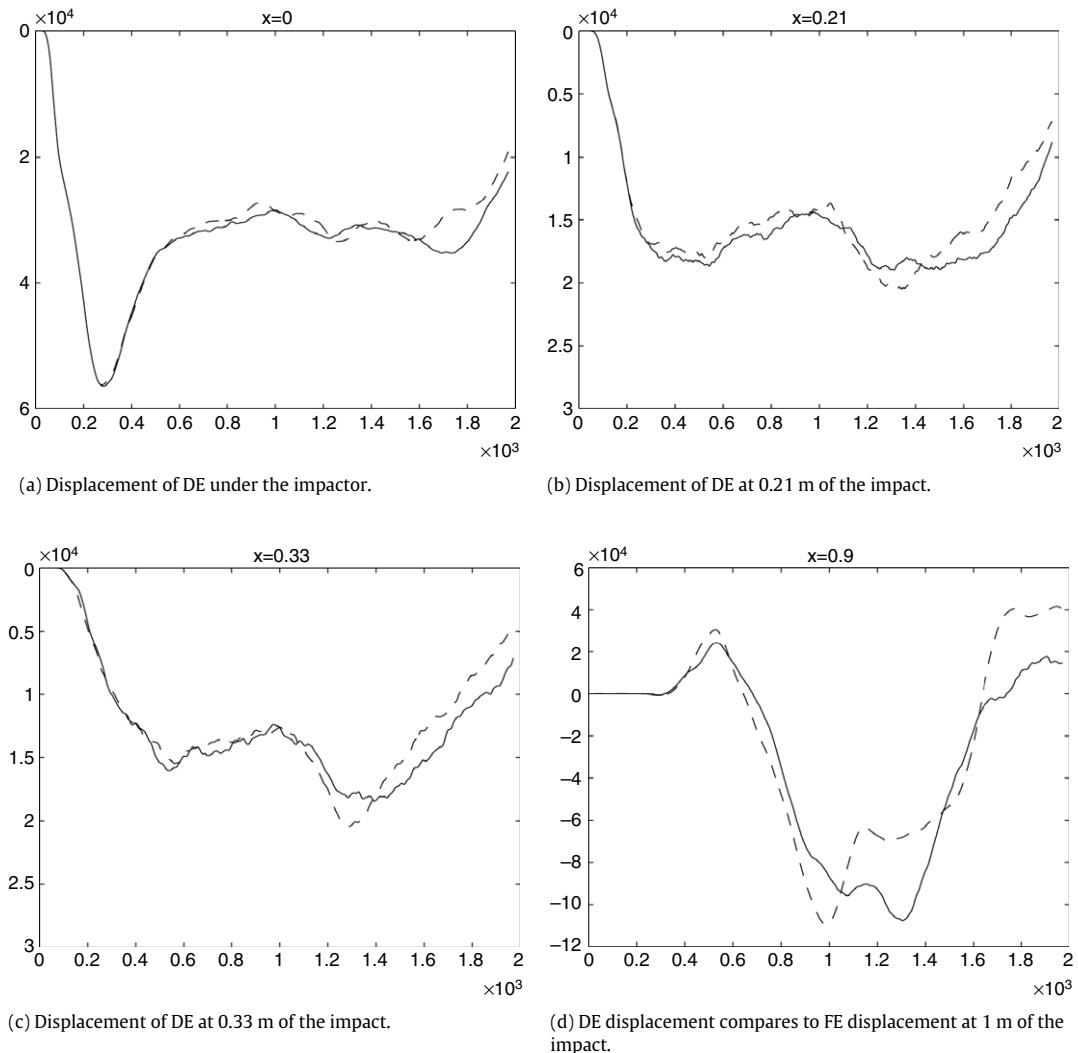 ×10⁴
x=0
0
2
4
6
0 0.2 0.4 0.6 0.8 1 1.2 1.4 1.6 1.8 2
×10³
(a) Displacement of DE under the impactor.
×10⁴
x=0.21
0
0.5
1
1.5
2
2.5
3
0 0.2 0.4 0.6 0.8 1 1.2 1.4 1.6 1.8 2
×10³
(b) Displacement of DE at 0.21 m of the impact.
×10⁴
x=0.33
0
0.5
1
1.5
2
2.5
3
0 0.2 0.4 0.6 0.8 1 1.2 1.4 1.6 1.8 2
×10³
(c) Displacement of DE at 0.33 m of the impact.
×10⁴
x=0.9
6
4
2
0
−2
−4
−6
−8
−10
−12
0 0.2 0.4 0.6 0.8 1 1.2 1.4 1.6 1.8 2
×10³
(d) DE displacement compares to FE displacement at 1 m of the
impact.